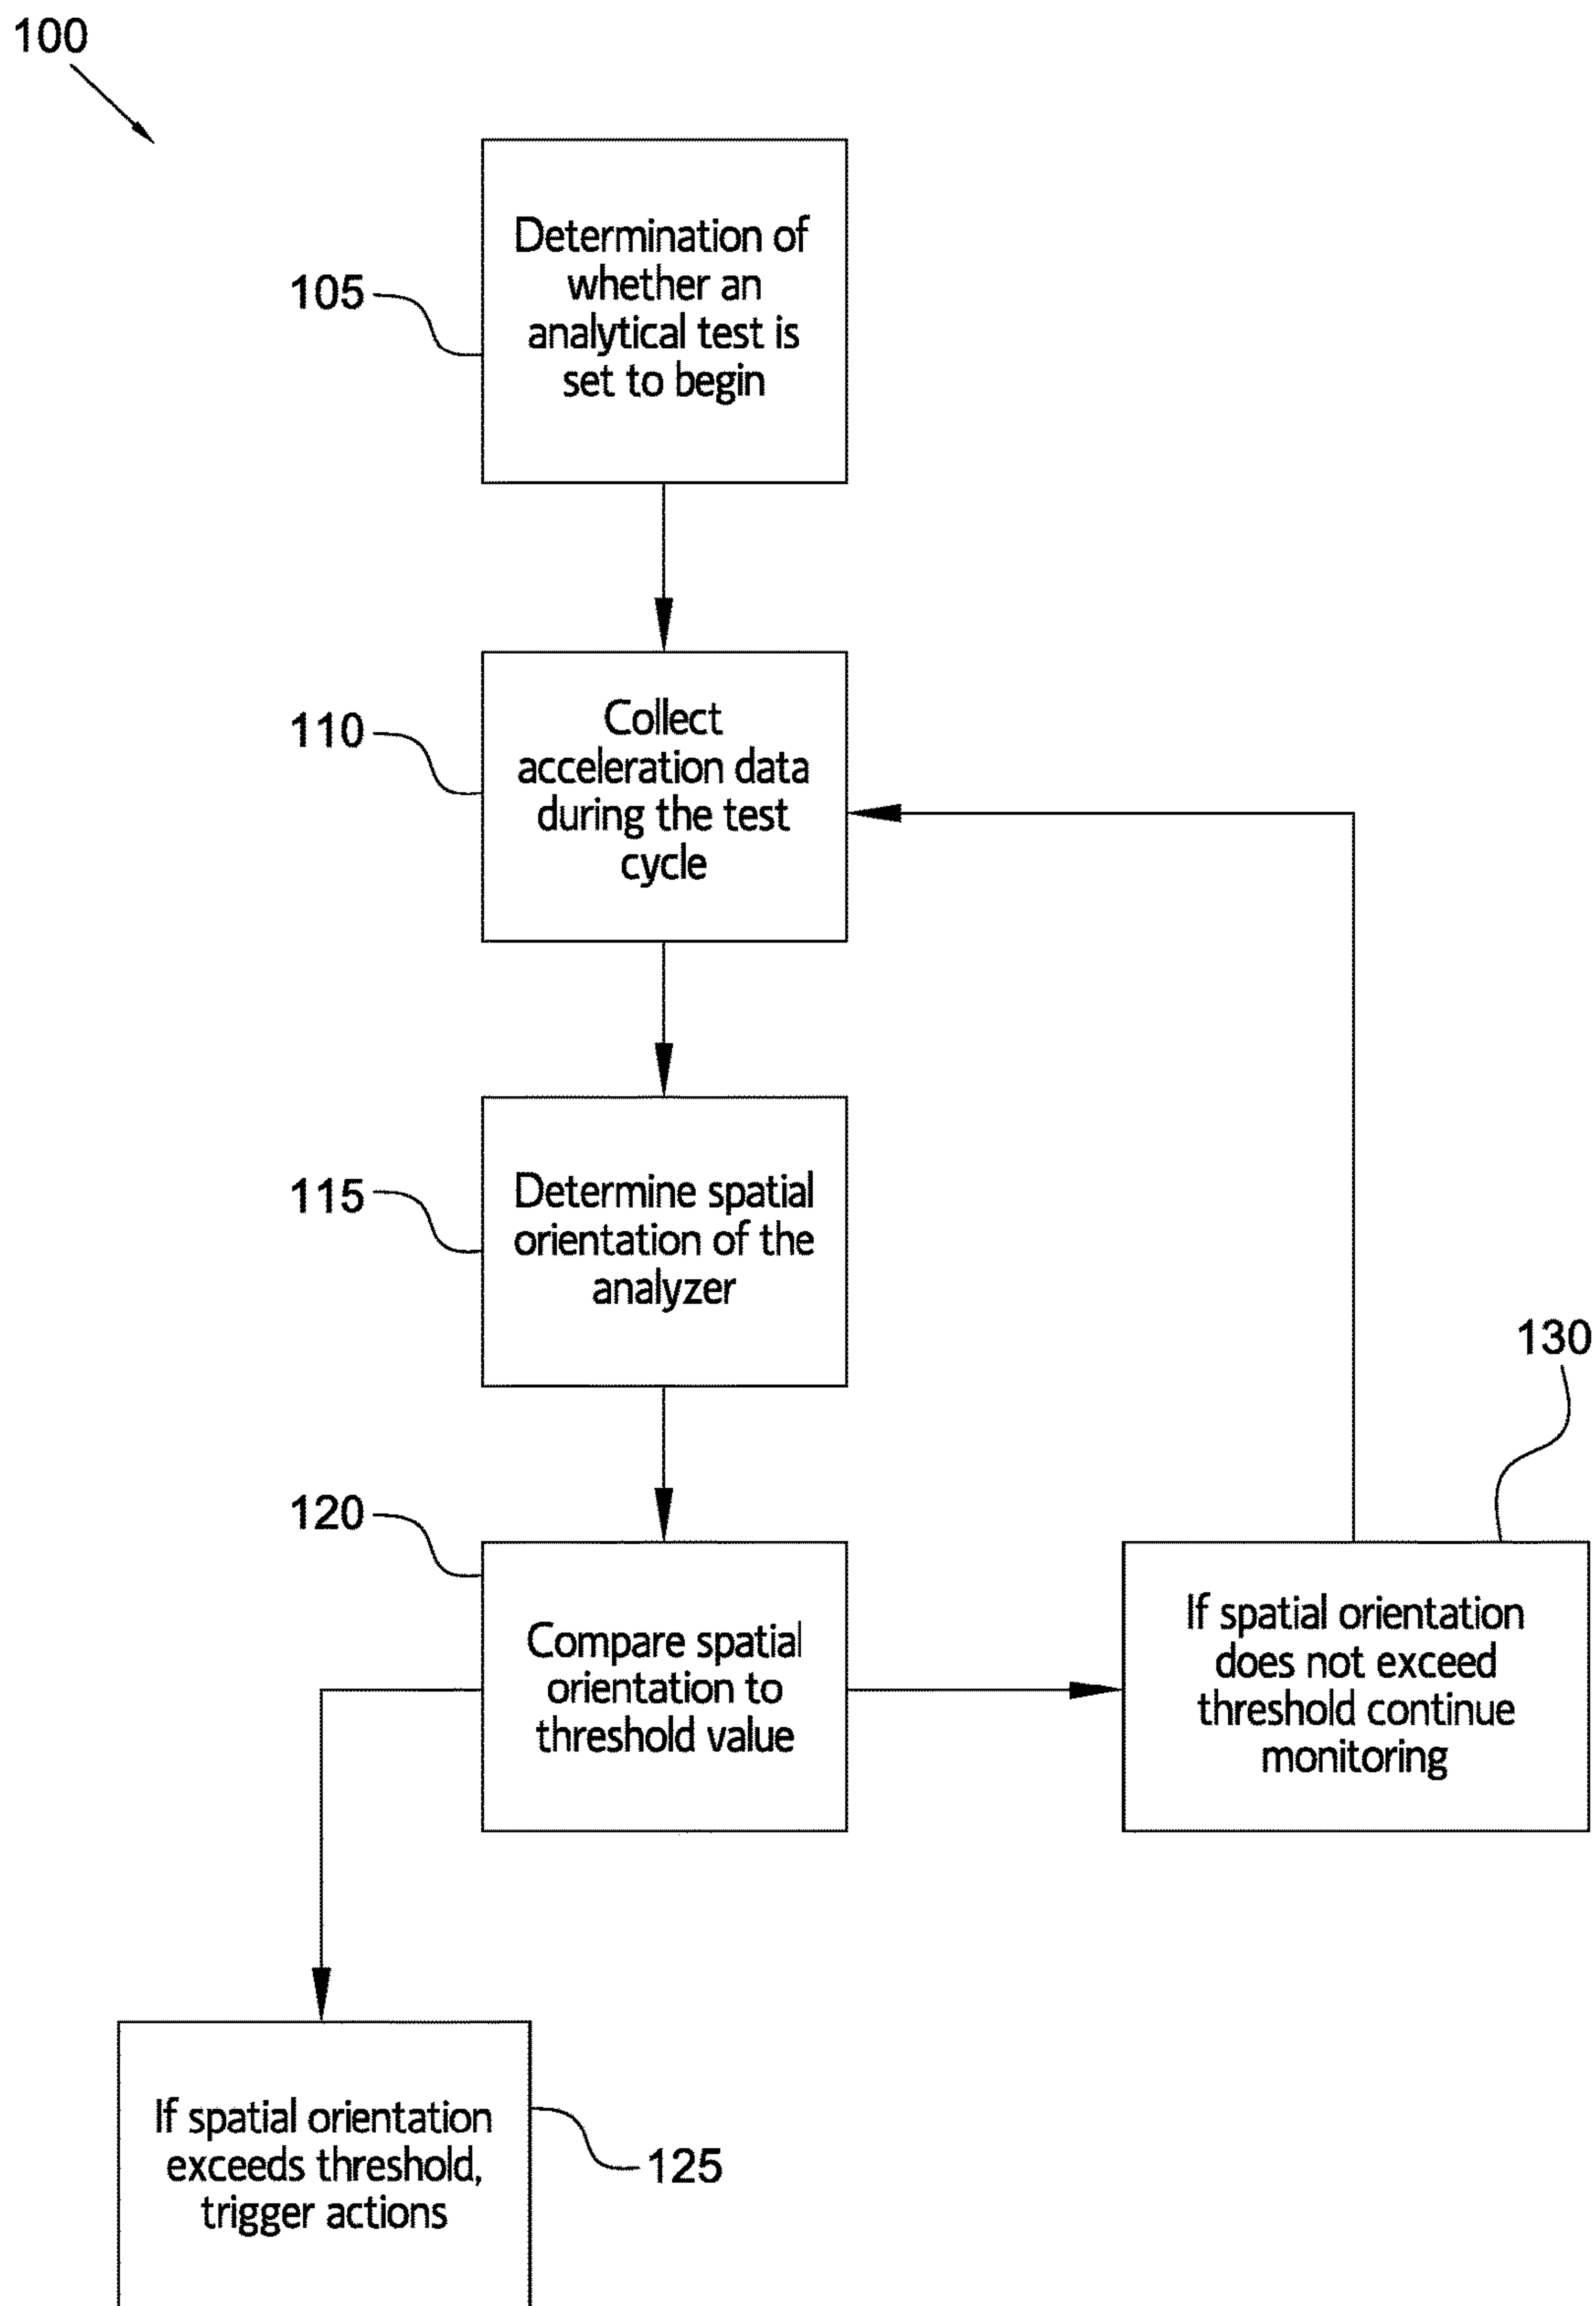 100
Determination of
whether an
analytical test is
set to begin
105
110
Collect
acceleration data
during the test
cycle
115
Determine spatial
orientation of the
analyzer
130
120
Compare spatial
orientation to
threshold value
If spatial orientation
does not exceed
threshold continue
monitoring
If spatial orientation
exceeds threshold,
trigger actions
125